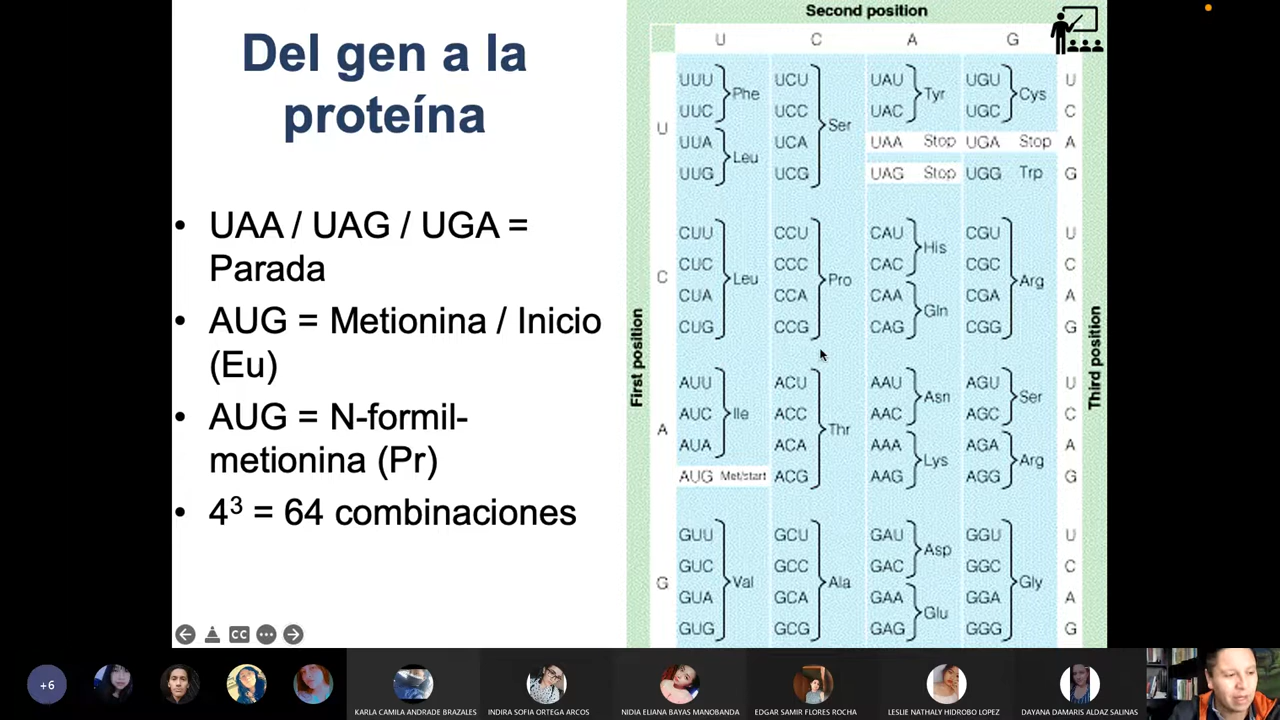 Del gen a la
proteína
• UAA / UAG / UGA =
Parada
• AUG = Metionina / Inicio
(Eu)
• AUG = N-formil-
metionina (Pr)
• 4³ = 64 combinaciones
Second position
U C A G
First position
Third position
U
UUU UCU UAU UGU U
Phe Tyr Cys
UUC UCC UAC UGC C
Ser
UUA UCA UAA Stop UGA Stop A
Leu
UUG UCG UAG Stop UGG Trp G
C
CUU CCU CAU CGU U
His
CUC CCC CAC CGC C
Leu Pro Arg
CUA CCA CAA CGA A
Gln
CUG CCG CAG CGG G
A
AUU ACU AAU AGU U
Asn Ser
AUC ACC AAC AGC C
Ile Thr
AUA ACA AAA AGA A
Lys Arg
AUG Met/start ACG AAG AGG G
G
GUU GCU GAU GGU U
Asp
GUC GCC GAC GGC C
Val Ala Gly
GUA GCA GAA GGA A
Glu
GUG GCG GAG GGG G
CC
+6
KARLA CAMILA ANDRADE BRAZALES
INDIRA SOFIA ORTEGA ARCOS
NIDIA ELIANA BAYAS MANOBANDA
EDGAR SAMIR FLORES ROCHA
LESLIE NATHALY HIDROBO LOPEZ
DAYANA DAMARIS ALDAZ SALINAS